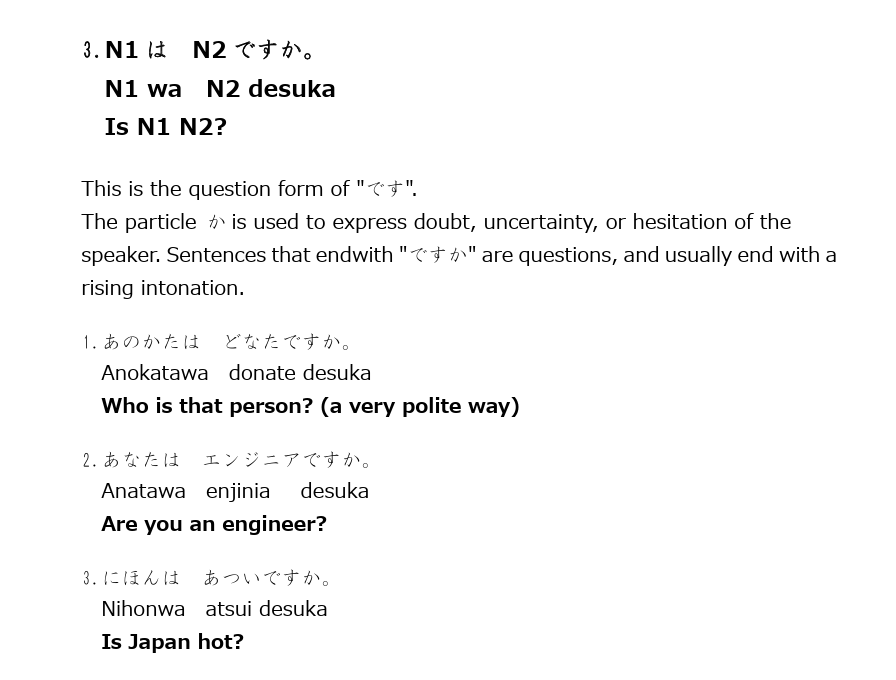 3. N1 は　N2 ですか。
N1 wa　N2 desuka
Is N1 N2?
This is the question form of "です".
The particle か is used to express doubt, uncertainty, or hesitation of the
speaker. Sentences that endwith "ですか" are questions, and usually end with a
rising intonation.
1. あのかたは　どなたですか。
Anokatawa　donate desuka
Who is that person? (a very polite way)
2. あなたは　エンジニアですか。
Anatawa　enjinia　desuka
Are you an engineer?
3. にほんは　あついですか。
Nihonwa　atsui desuka
Is Japan hot?